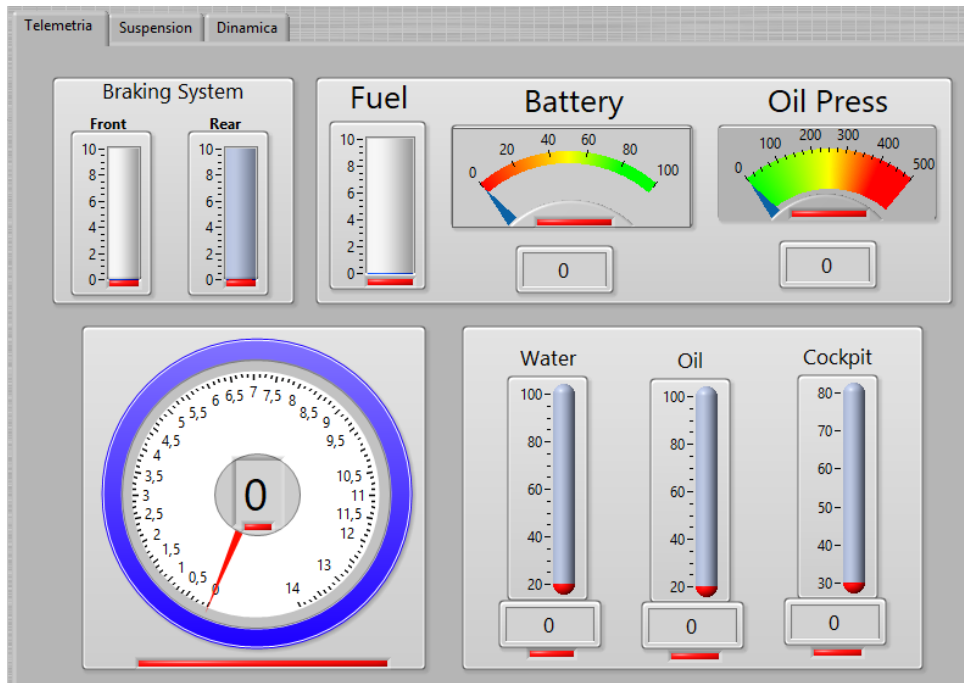 Telemetria Suspension Dinamica
Braking System
Front Rear
10 10
8 8
6 6
4 4
2 2
0 0
Fuel
10
8
6
4
2
0
Battery
0 20 40 60 80 100
0
Oil Press
0 100 200 300 400 500
0
0 0,5 1 1,5 2 2,5 3 3,5 4 4,5 5 5,5 6 6,5 7 7,5 8 8,5 9 9,5 10,5 11 11,5 12 13 14
0
Water
100
80
60
40
20
0
Oil
100
80
60
40
20
0
Cockpit
80
70
60
50
40
30
0